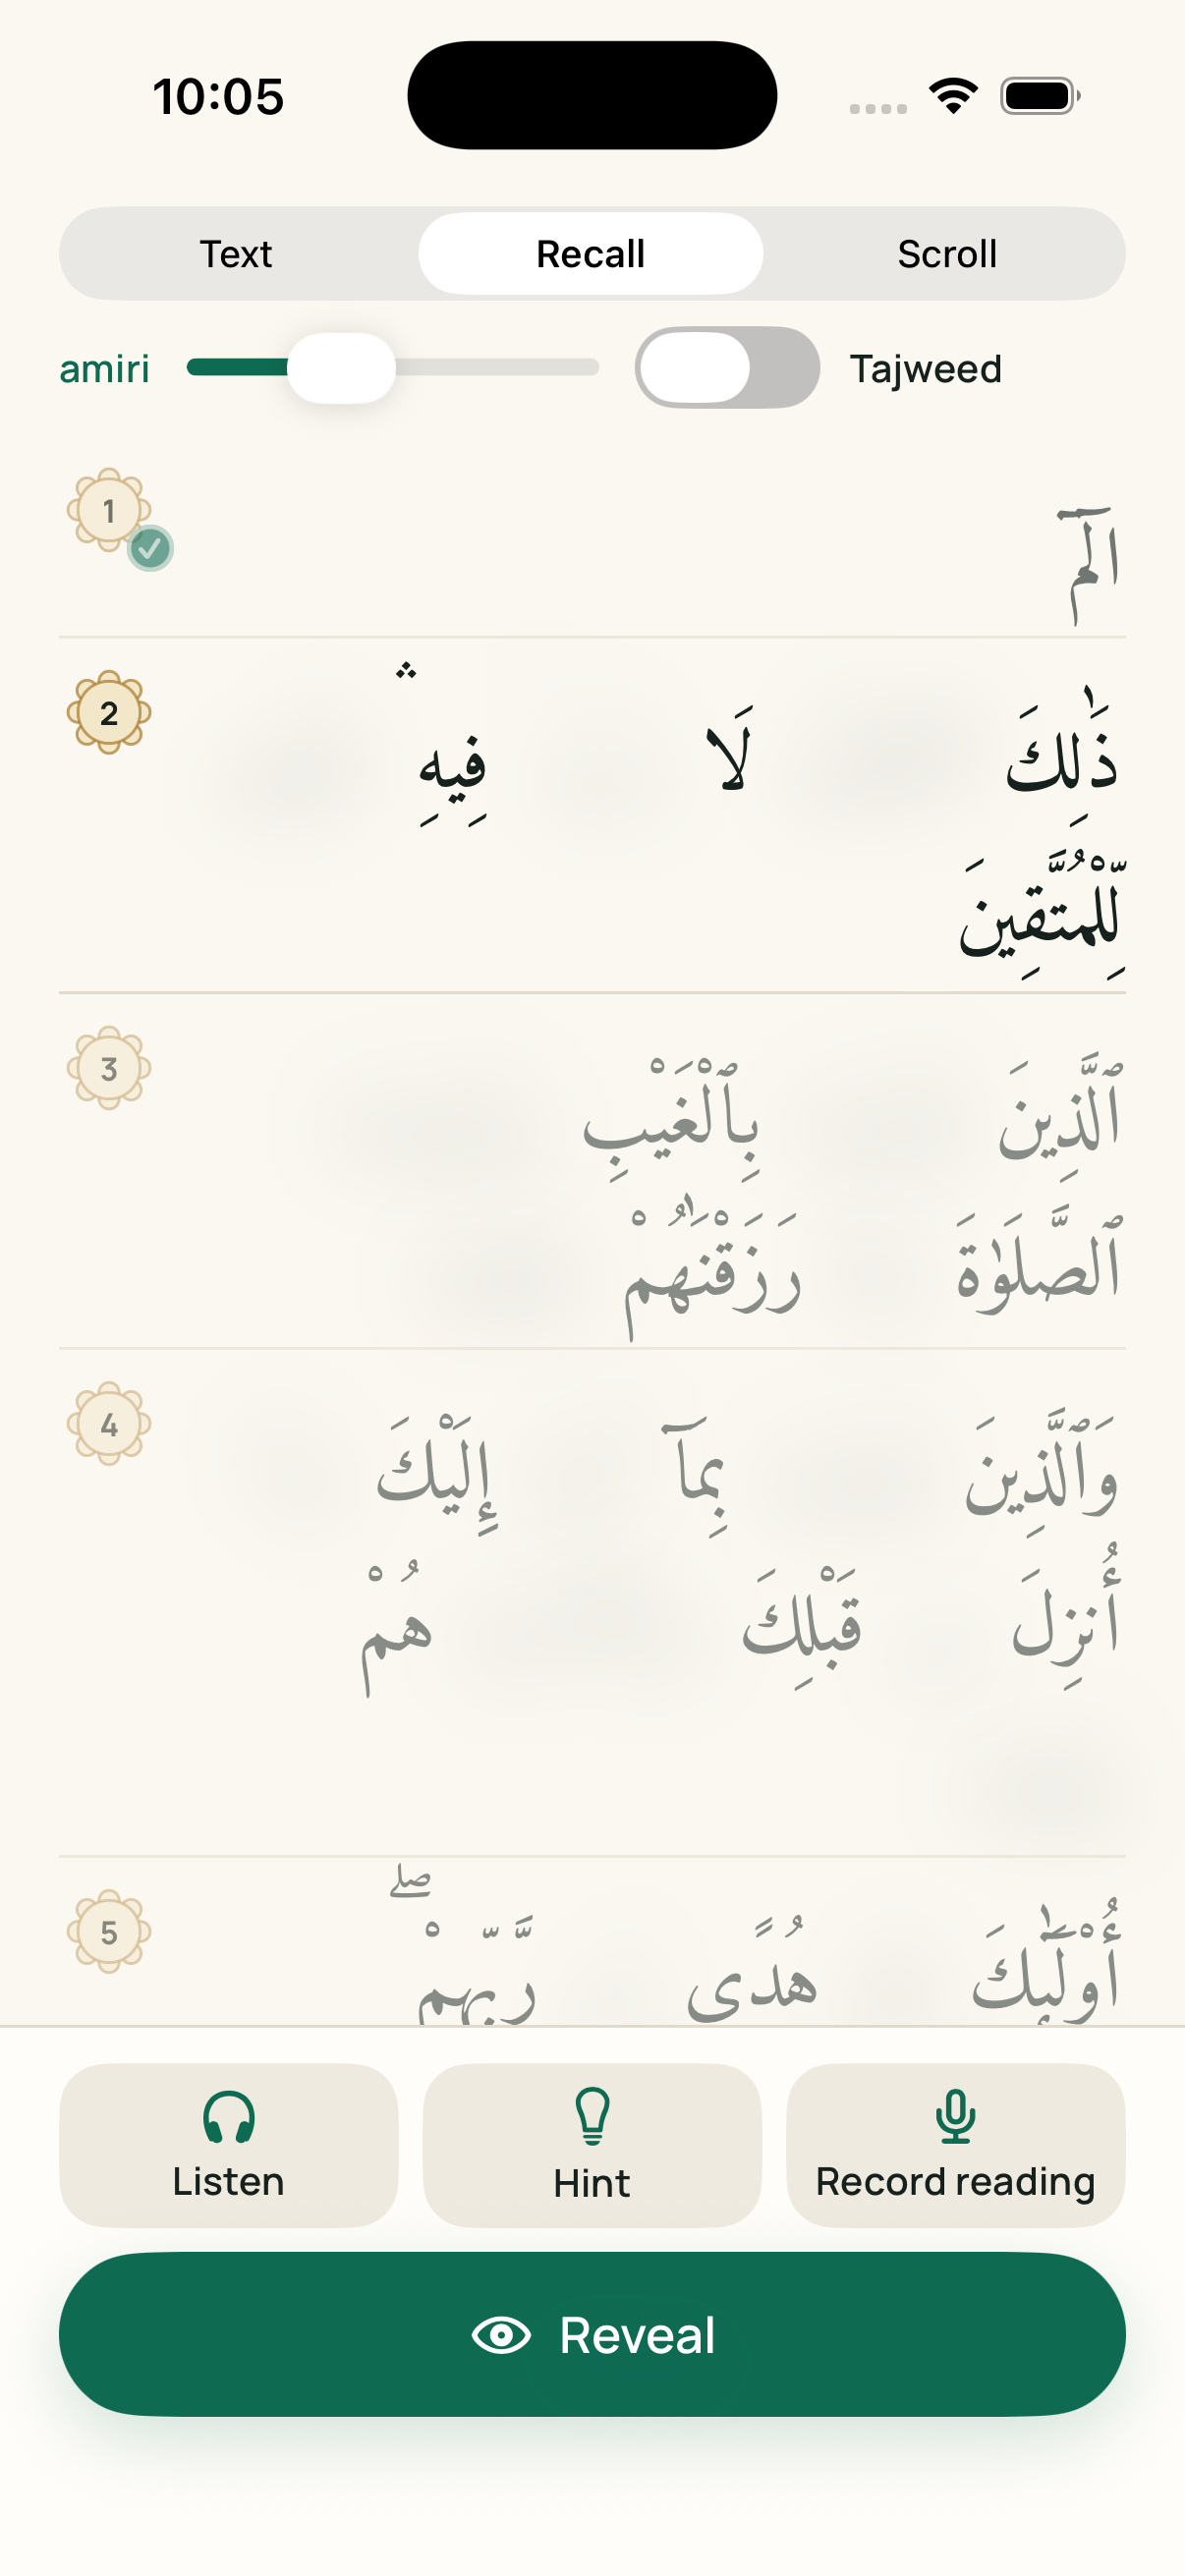 10:05
Text
Recall
Scroll
amiri
Tajweed
1
الٓمٓ
2
ذَٰلِكَ لَا فِيهِ ۛ
لِّلْمُتَّقِينَ
3
ٱلَّذِينَ بِٱلْغَيْبِ
ٱلصَّلَوٰةَ رَزَقْنَٰهُمْ
4
وَٱلَّذِينَ بِمَآ إِلَيْكَ
أُنزِلَ قَبْلِكَ هُمْ
5
أُو۟لَٰٓئِكَ هُدًى رَّبِّهِمْ ۖ
Listen
Hint
Record reading
Reveal